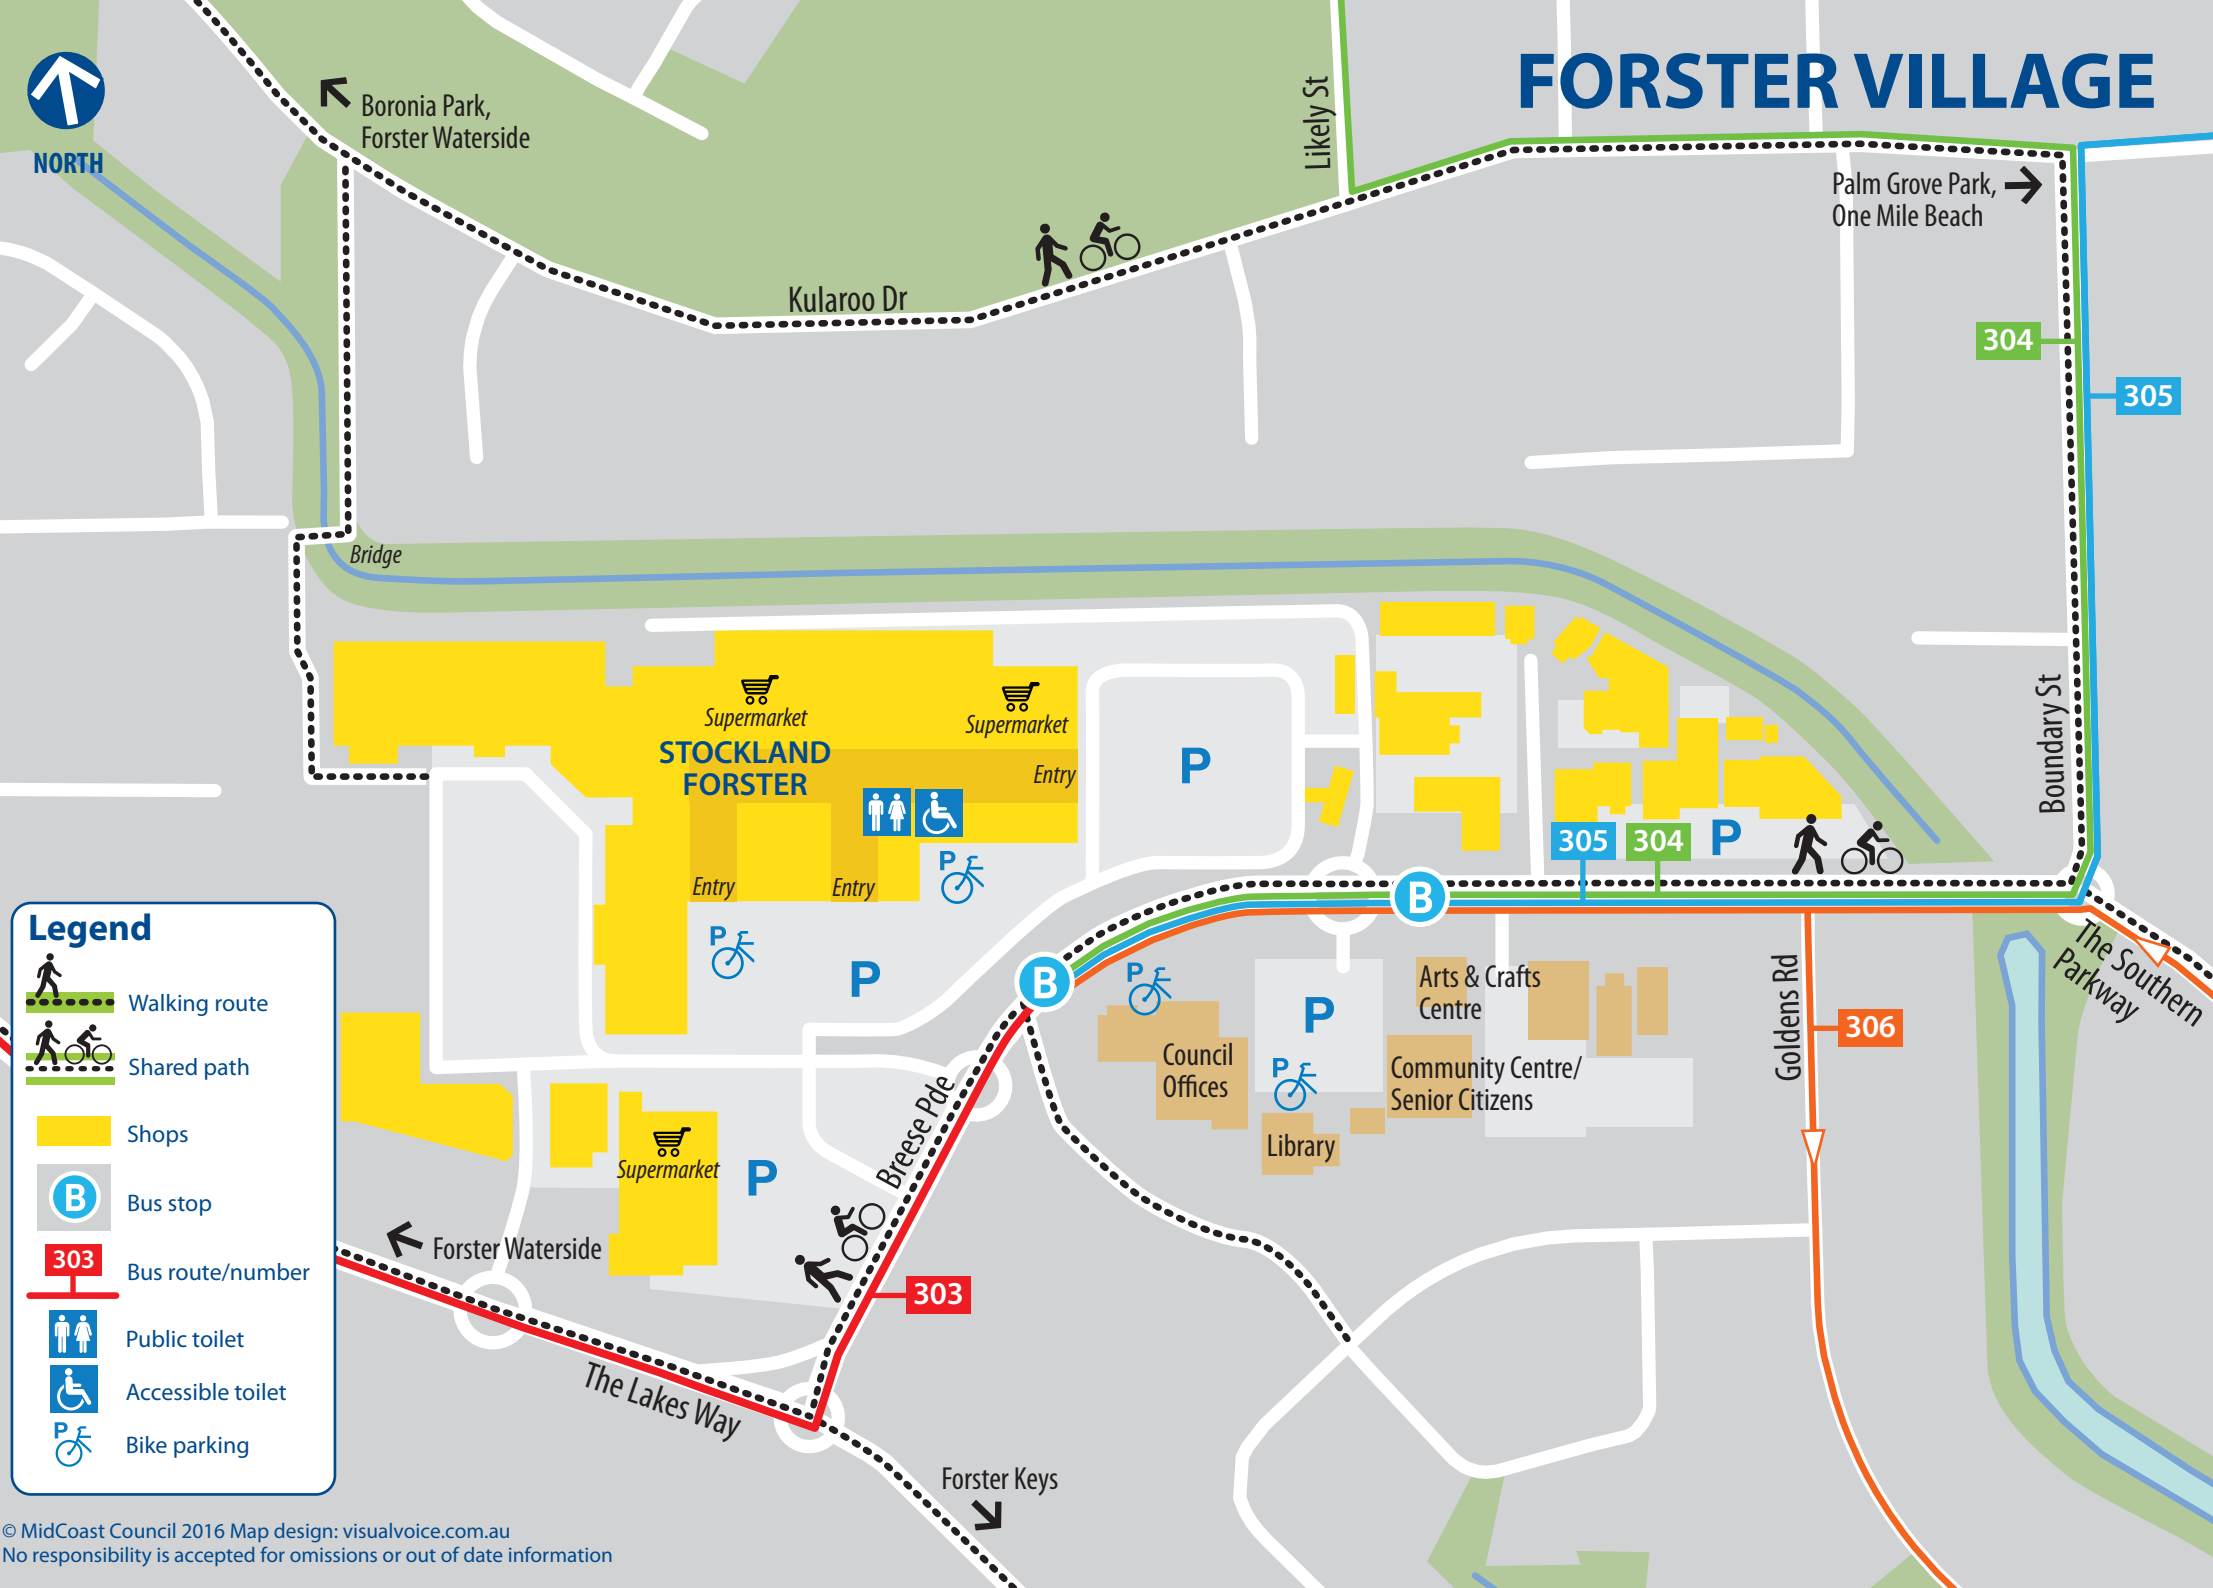 FORSTER VILLAGE
NORTH
Boronia Park,
Forster Waterside
Likely St
Palm Grove Park,
One Mile Beach
Kularoo Dr
304
305
Bridge
Boundary St
Supermarket
Supermarket
STOCKLAND
FORSTER
Entry
P
P
305
304
P
Entry
Entry
B
P
P
B
P
P
Arts & Crafts
Centre
Council
Offices
P
Community Centre/
Senior Citizens
Library
Goldens Rd
306
The Southern
Parkway
Breese Pde
Supermarket
P
Forster Waterside
303
The Lakes Way
Forster Keys
Legend
Walking route
Shared path
Shops
B
Bus stop
303
Bus route/number
Public toilet
Accessible toilet
P
Bike parking
© MidCoast Council 2016 Map design: visualvoice.com.au
No responsibility is accepted for omissions or out of date information